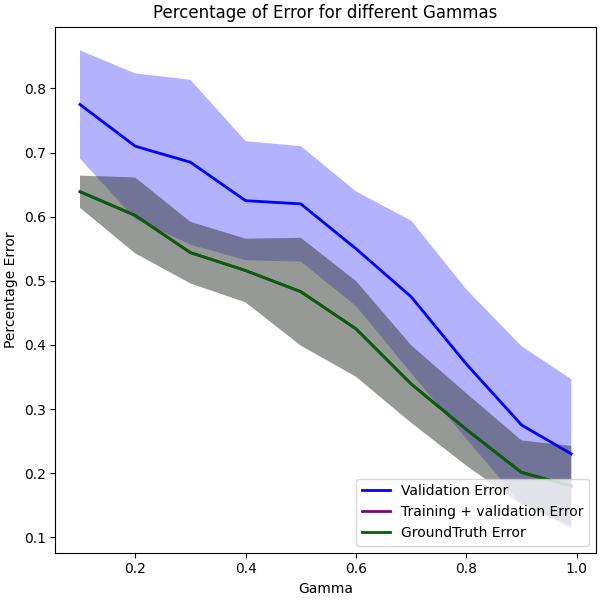 Percentage of Error for different Gammas
Percentage Error
0.8
0.7
0.6
0.5
0.4
0.3
0.2
0.1
Validation Error
Training + validation Error
GroundTruth Error
0.2 0.4 0.6 0.8 1.0
Gamma